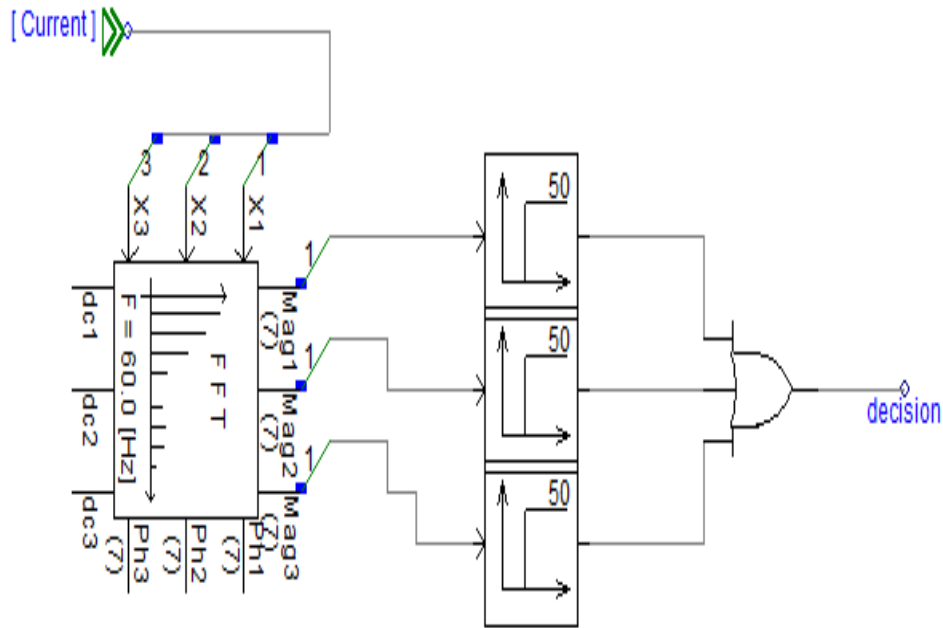 [ Current ]
3
2
1
X3
X2
X1
1
50
dc1
F = 60.0 [Hz]
F F T
Mag1
(7)
1
50
dc2
Mag2
(7)
decision
1
50
dc3
Mag3
(7)
Ph3
(7)
Ph2
(7)
Ph1
(7)